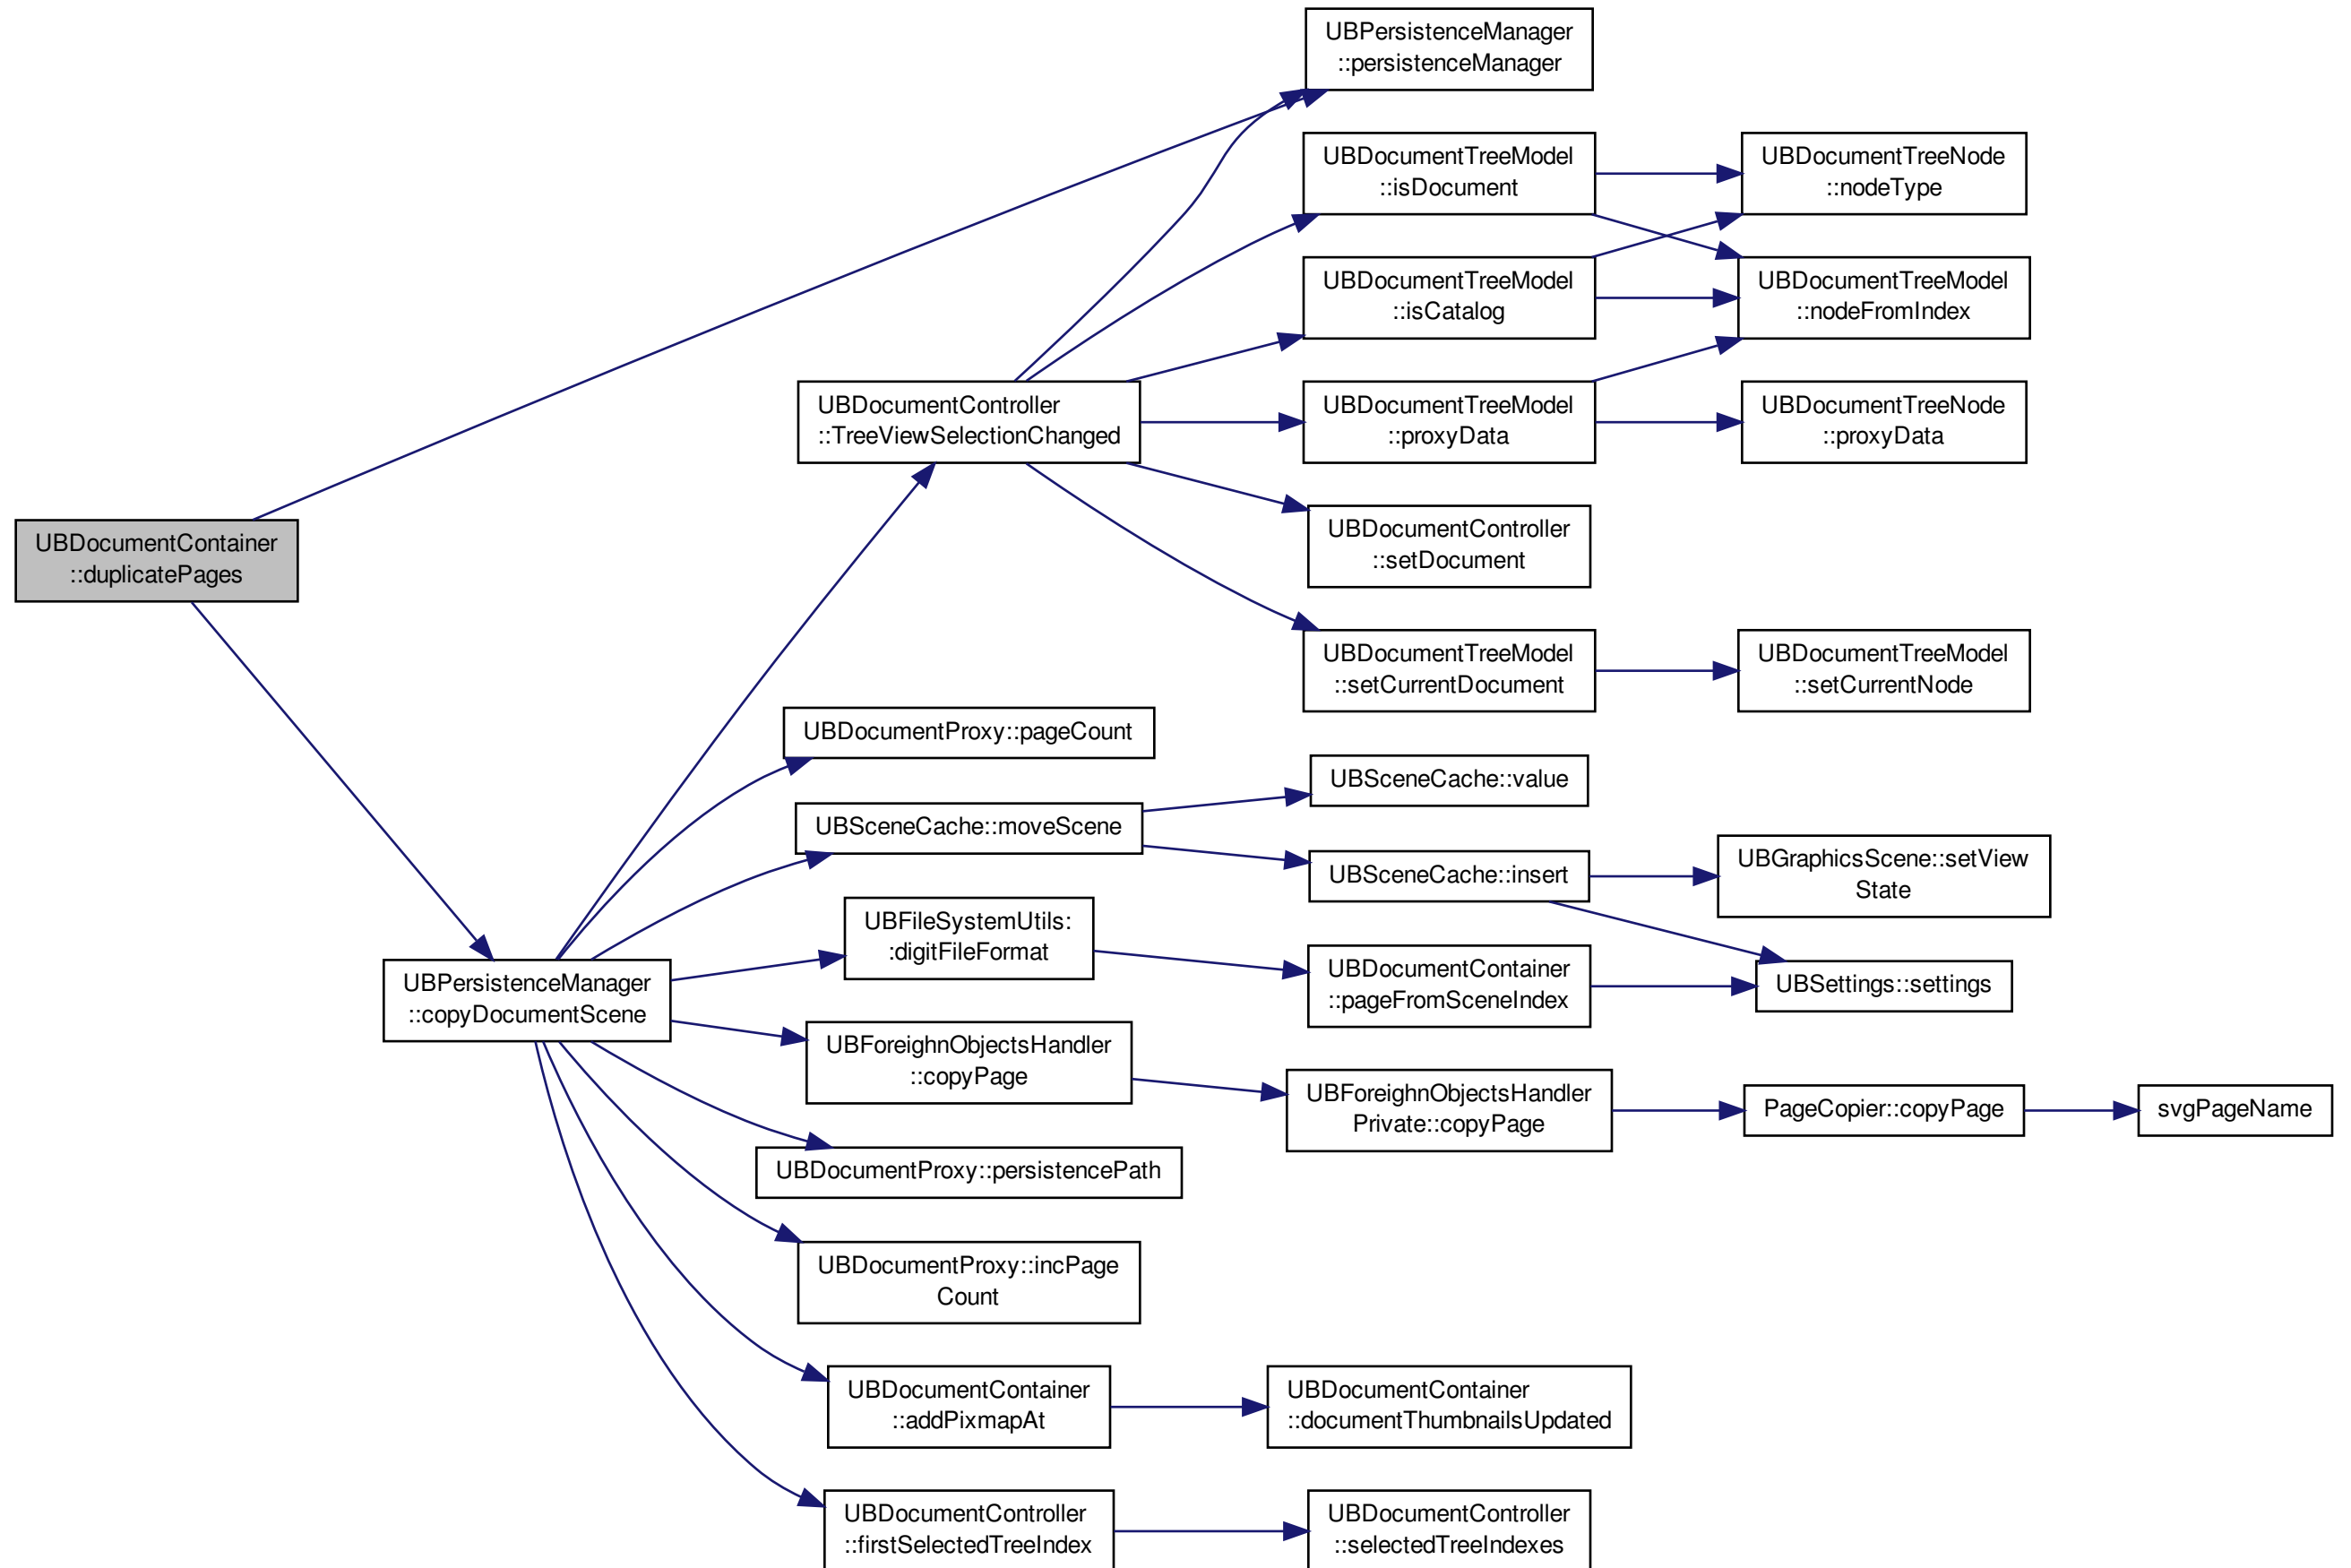 UBDocumentContainer
::duplicatePages
UBPersistenceManager
::persistenceManager
UBPersistenceManager
::copyDocumentScene
UBDocumentController
::TreeViewSelectionChanged
UBDocumentTreeModel
::isDocument
UBDocumentTreeNode
::nodeType
UBDocumentTreeModel
::isCatalog
UBDocumentTreeModel
::nodeFromIndex
UBDocumentTreeModel
::proxyData
UBDocumentTreeNode
::proxyData
UBDocumentController
::setDocument
UBDocumentTreeModel
::setCurrentDocument
UBDocumentTreeModel
::setCurrentNode
UBDocumentProxy::pageCount
UBSceneCache::moveScene
UBSceneCache::value
UBSceneCache::insert
UBGraphicsScene::setView
State
UBSettings::settings
UBFileSystemUtils:
:digitFileFormat
UBDocumentContainer
::pageFromSceneIndex
UBForeighnObjectsHandler
::copyPage
UBForeighnObjectsHandler
Private::copyPage
PageCopier::copyPage
svgPageName
UBDocumentProxy::persistencePath
UBDocumentProxy::incPage
Count
UBDocumentContainer
::addPixmapAt
UBDocumentContainer
::documentThumbnailsUpdated
UBDocumentController
::firstSelectedTreeIndex
UBDocumentController
::selectedTreeIndexes